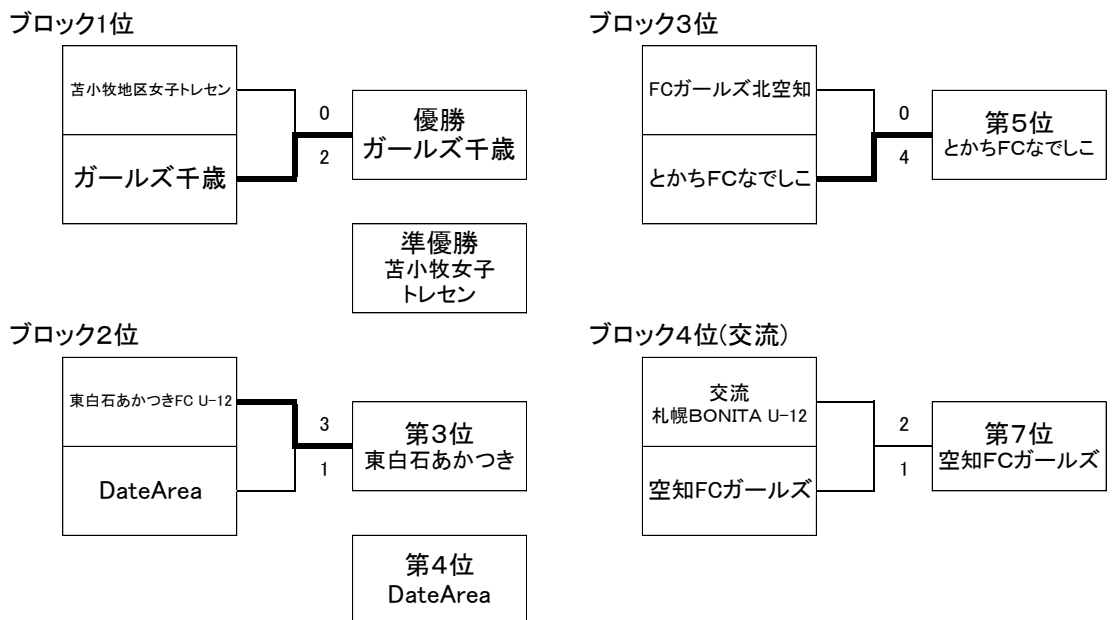 ブロック1位
苫小牧地区女子トレセン
ガールズ千歳
0
2
優勝
ガールズ千歳
準優勝
苫小牧女子
トレセン
ブロック2位
東白石あかつきFC U-12
DateArea
3
1
第3位
東白石あかつき
第4位
DateArea
ブロック3位
FCガールズ北空知
とかちFCなでしこ
0
4
第5位
とかちFCなでしこ
ブロック4位(交流)
交流
札幌BONITA U-12
空知FCガールズ
2
1
第7位
空知FCガールズ